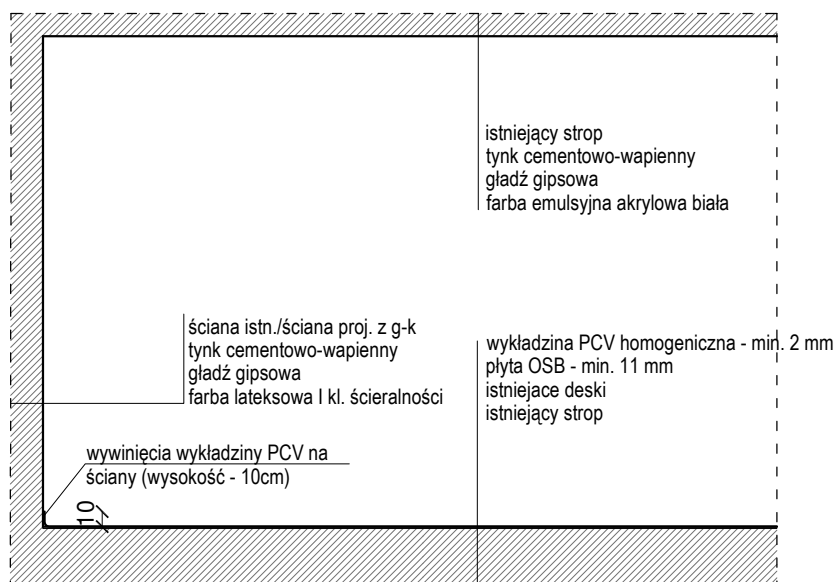 istniejący strop
tynk cementowo-wapienny
gładź gipsowa
farba emulsyjna akrylowa biała
ściana istn./ściana proj. z g-k
tynk cementowo-wapienny
gładź gipsowa
farba lateksowa I kl. ścieralności
wykładzina PCV homogeniczna - min. 2 mm
płyta OSB - min. 11 mm
istniejace deski
istniejący strop
wywinięcia wykładziny PCV na
ściany (wysokość - 10cm)
10